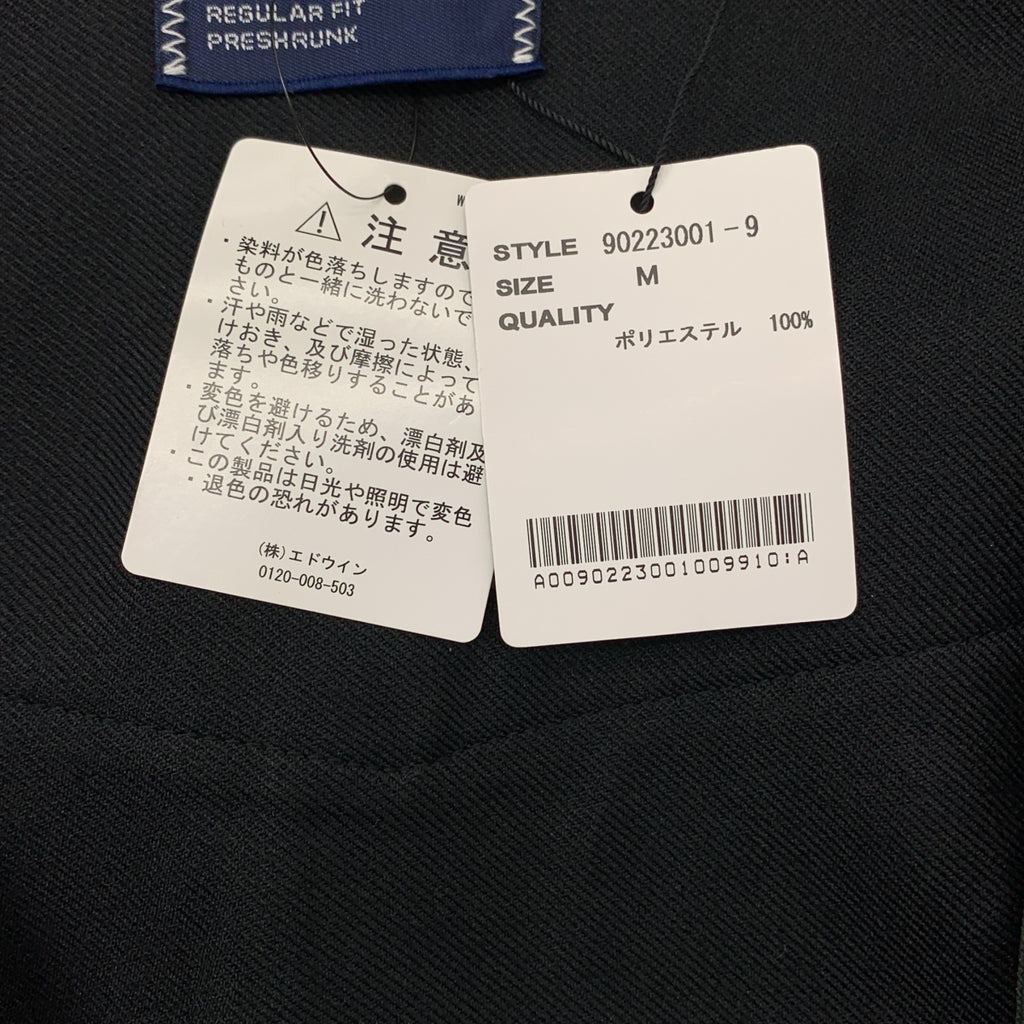 REGULAR FIT
PRESHRUNK
W
注 意
・染料が色落ちしますので
ものと一緒に洗わないで
さい。
・汗や雨などで湿った状態、
けおき、及び摩擦によって
落ちや色移りすることがあ
ます。
・変色を避けるため、漂白剤及
び漂白剤入り洗剤の使用は避
けてください。
・この製品は日光や照明で変色
・退色の恐れがあります。
(株)エドウイン
0120-008-503
STYLE 90223001-9
SIZE M
QUALITY
ポリエステル 100%
A0090223001009910:A